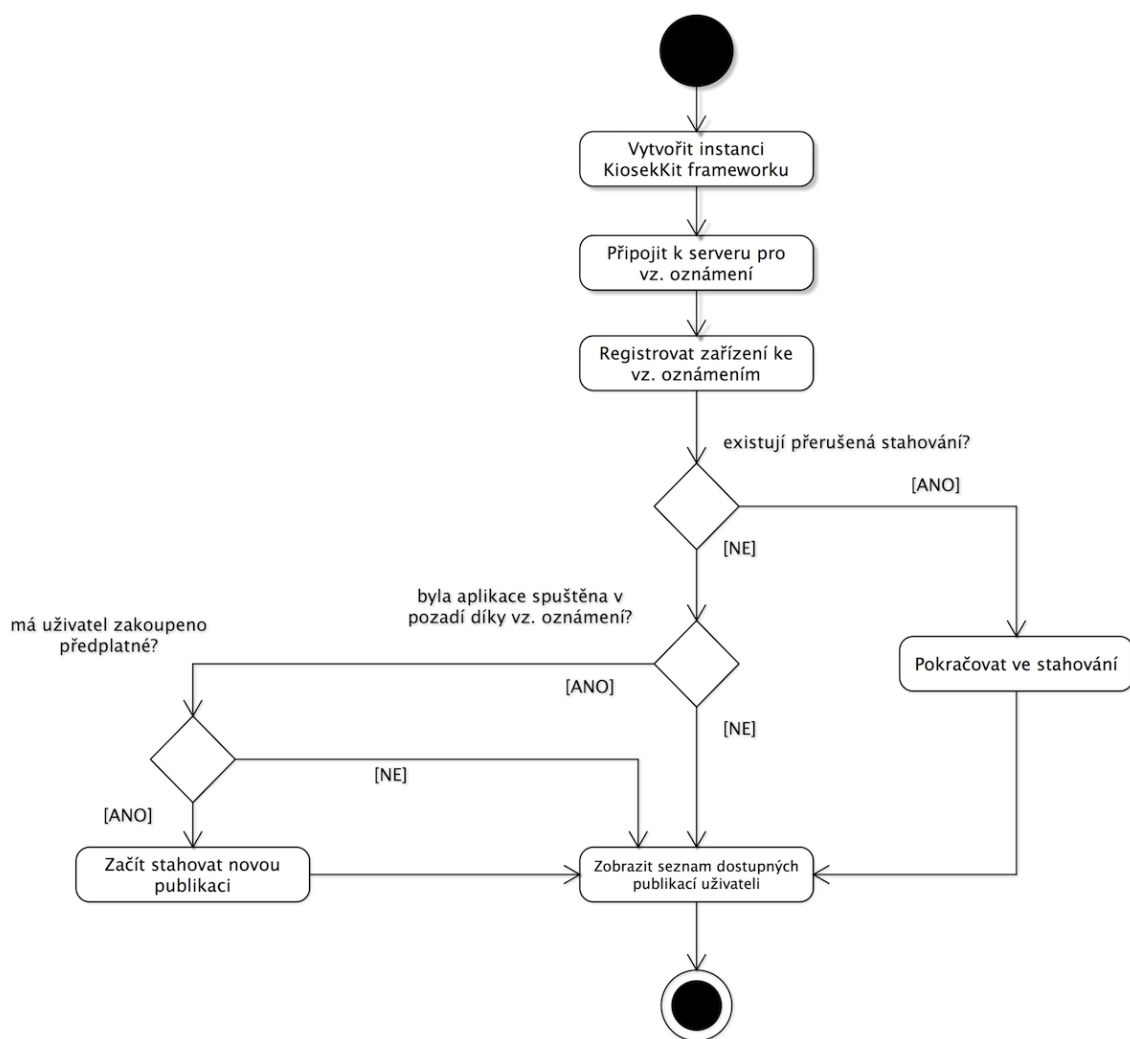 Vytvořit instanci
KiosekKit frameworku
Připojit k serveru pro
vz. oznámení
Registrovat zařízení ke
vz. oznámením
existují přerušená stahování?
[ANO]
[NE]
byla aplikace spuštěna v
pozadí díky vz. oznámení?
má uživatel zakoupeno
předplatné?
Pokračovat ve stahování
[ANO]
[NE]
[NE]
[ANO]
Začít stahovat novou
publikaci
Zobrazit seznam dostupných
publikací uživateli